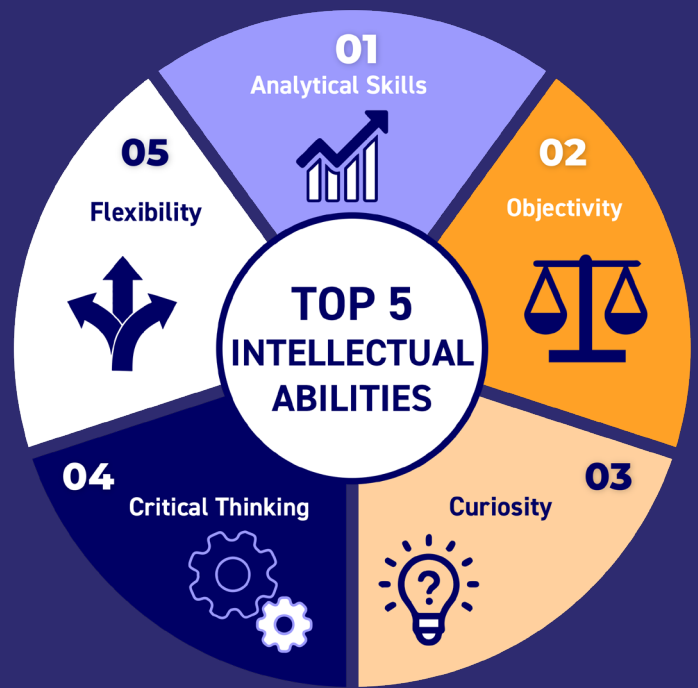 01
Analytical Skills
02
Objectivity
03
Curiosity
?
04
Critical Thinking
05
Flexibility
TOP 5
INTELLECTUAL
ABILITIES